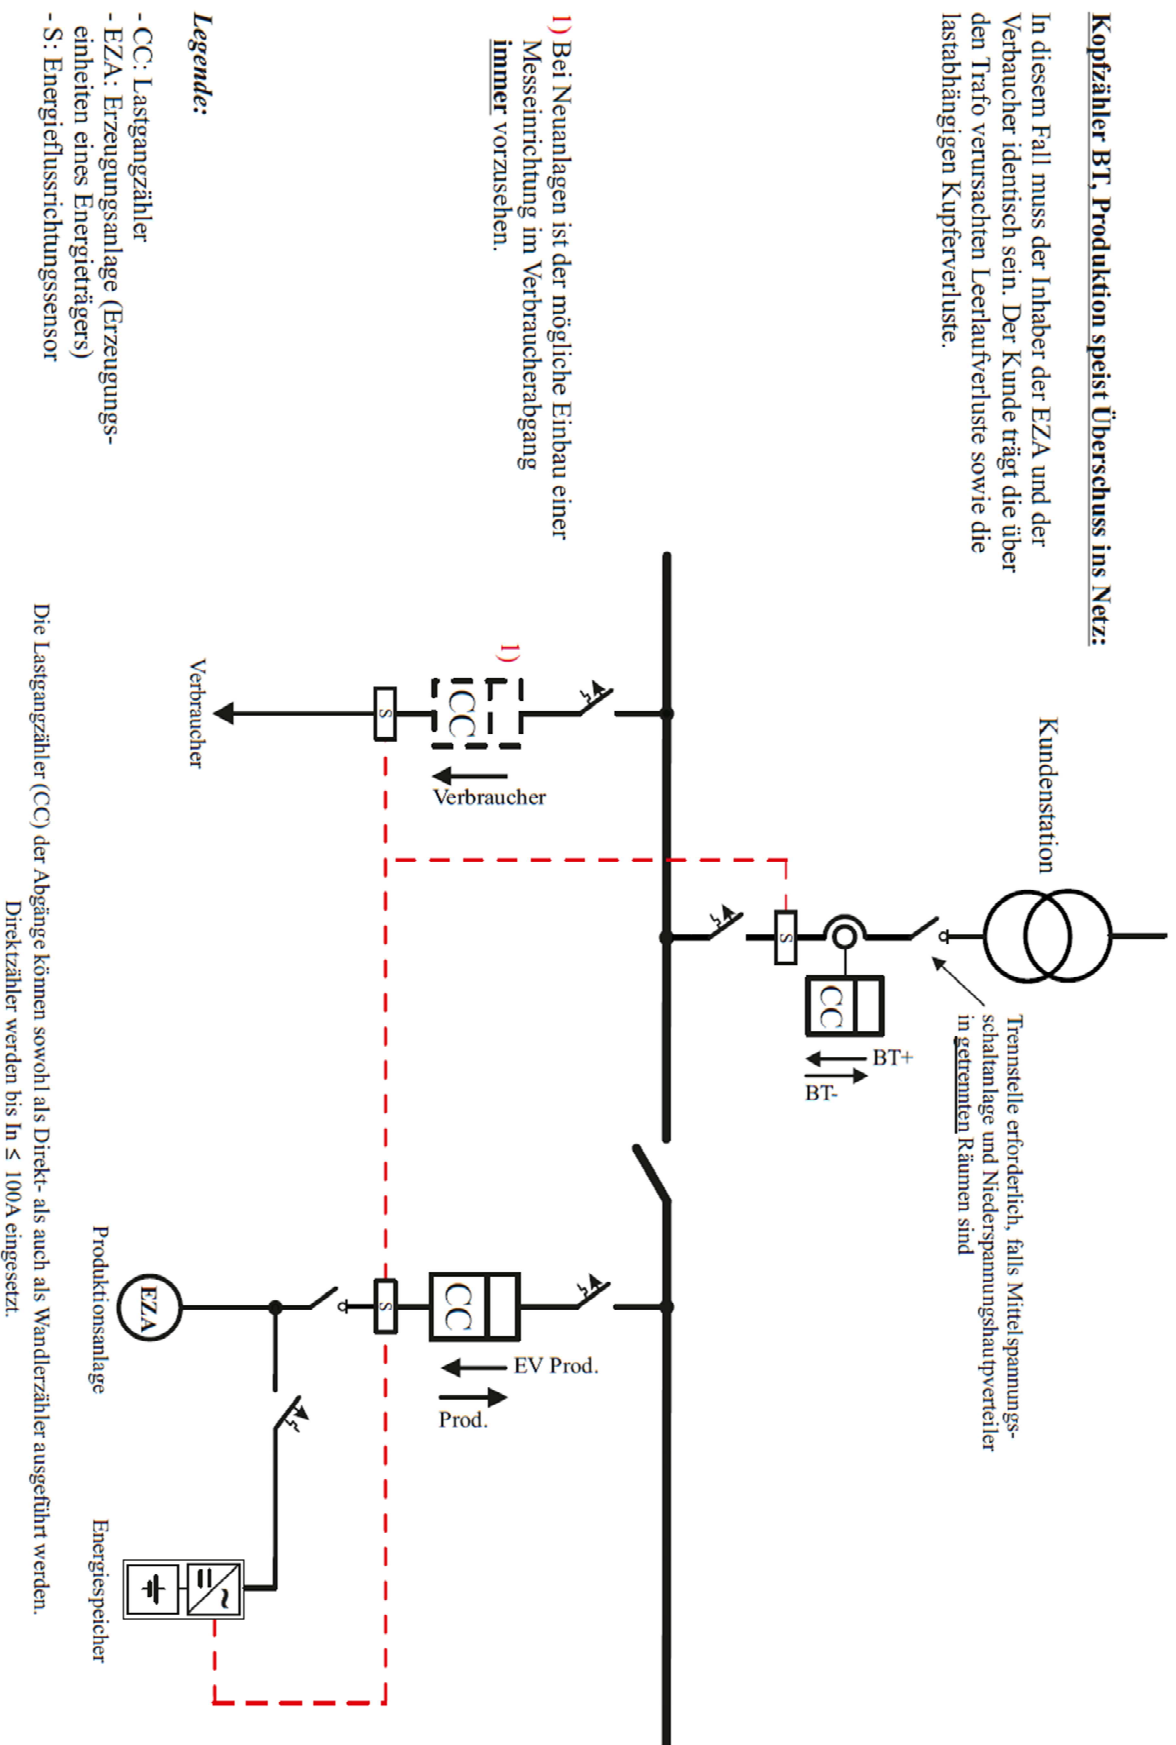 Kopfzähler BT, Produktion speist Überschuss ins Netz:
In diesem Fall muss der Inhaber der EZA und der
Verbaucher identisch sein. Der Kunde trägt die über
den Trafo verursachten Leerlaufverluste sowie die
lastabhängigen Kupferverluste.
Kundenstation
Trennstelle erforderlich, falls Mittelspannungs-
schaltanlage und Niederspannungshautpverteiler
in getrennten Räumen sind
CC
BT+
BT-
S
1) Bei Neuanlagen ist der mögliche Einbau einer
Messeinrichtung im Verbraucherabgang
immer vorzusehen.
1)
CC
Verbraucher
S
Verbraucher
CC
EV Prod.
Prod.
S
EZA
Produktionsanlage
Energiespeicher
Legende:
- CC: Lastgangzähler
- EZA: Erzeugungsanlage (Erzeugungs-
einheiten eines Energieträgers)
- S: Energieflussrichtungssensor
Die Lastgangzähler (CC) der Abgänge können sowohl als Direkt- als auch als Wandlerzähler ausgeführt werden.
Direktzähler werden bis In ≤ 100A eingesetzt.